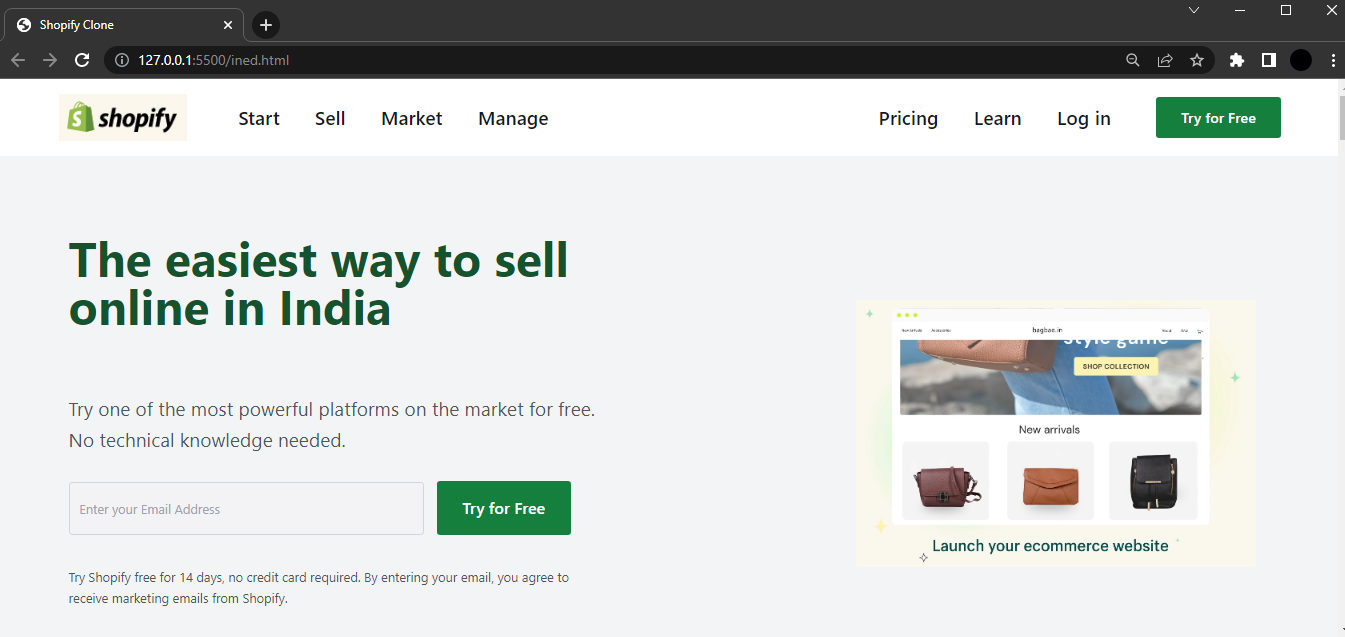 Shopify Clone
127.0.0.1:5500/ined.html
shopify
Start
Sell
Market
Manage
Pricing
Learn
Log in
Try for Free
The easiest way to sell
online in India
Try one of the most powerful platforms on the market for free.
No technical knowledge needed.
Enter your Email Address
Try for Free
Try Shopify free for 14 days, no credit card required. By entering your email, you agree to
receive marketing emails from Shopify.
New arrivals
Accessories
bagbae.in
style game
SHOP COLLECTION
New arrivals
Launch your ecommerce website